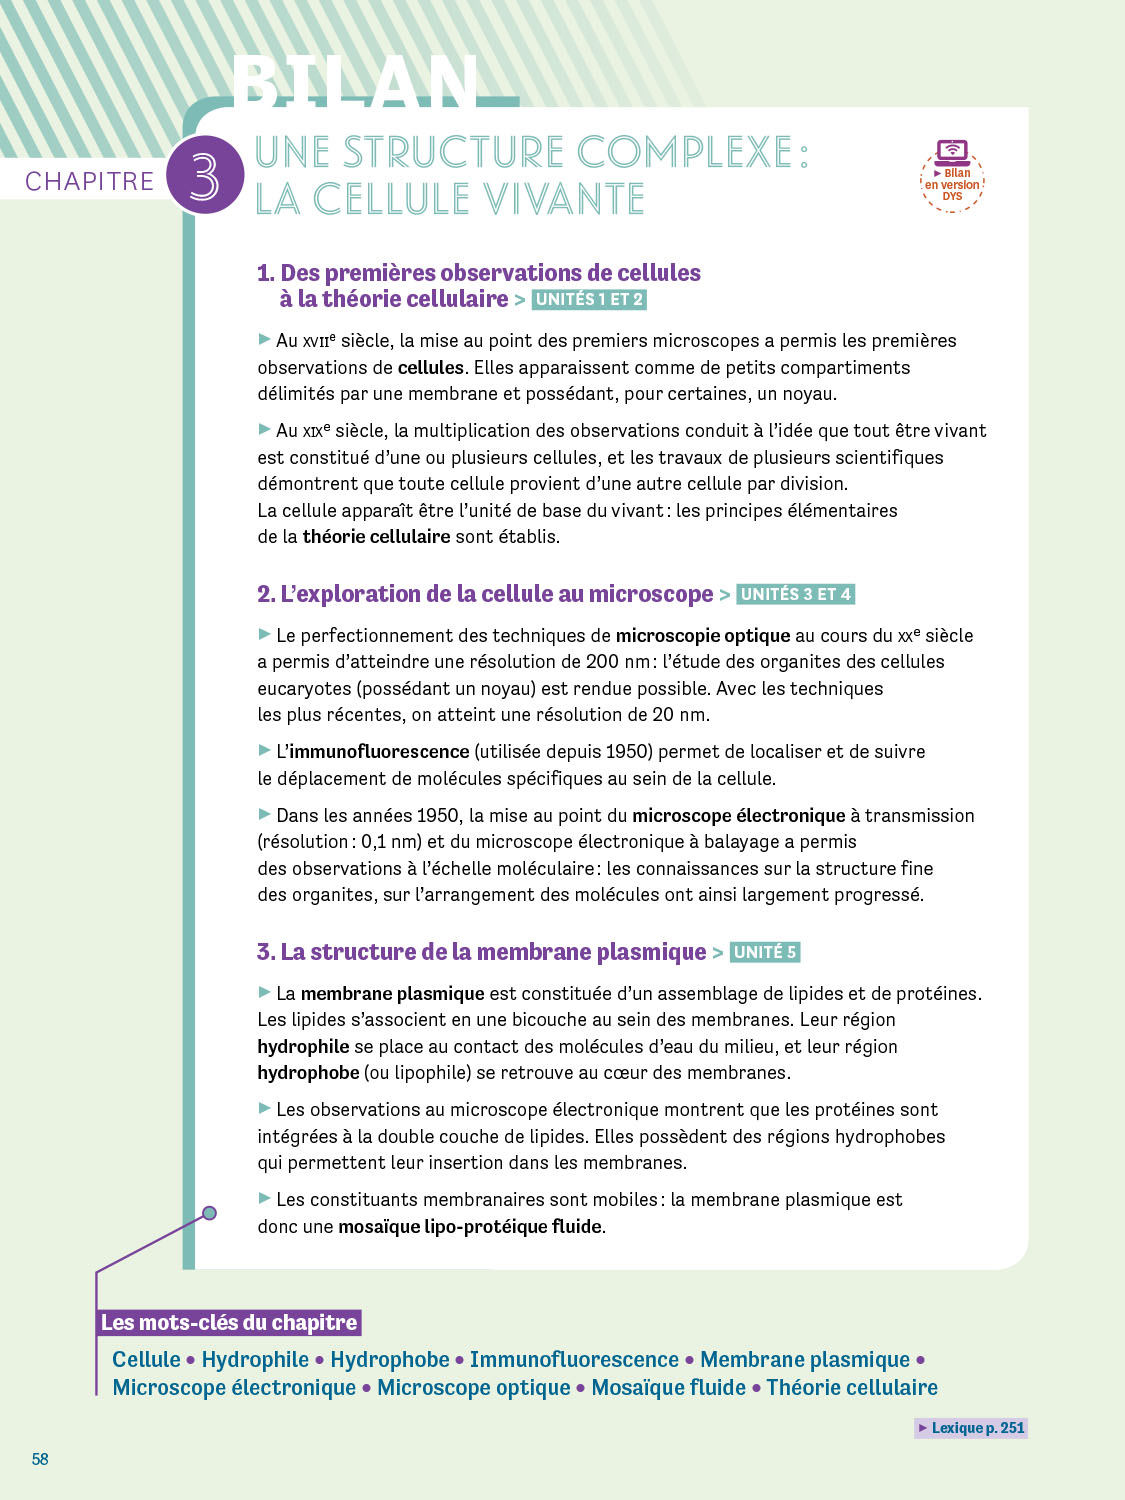 BILAN
CHAPITRE
3
UNE STRUCTURE COMPLEXE :
LA CELLULE VIVANTE
▶ Bilan
en version
DYS
1. Des premières observations de cellules
à la théorie cellulaire > UNITÉS 1 ET 2
▶ Au XVIIe siècle, la mise au point des premiers microscopes a permis les premières
observations de cellules. Elles apparaissent comme de petits compartiments
délimités par une membrane et possédant, pour certaines, un noyau.
▶ Au XIXe siècle, la multiplication des observations conduit à l’idée que tout être vivant
est constitué d’une ou plusieurs cellules, et les travaux de plusieurs scientifiques
démontrent que toute cellule provient d’une autre cellule par division.
La cellule apparaît être l’unité de base du vivant : les principes élémentaires
de la théorie cellulaire sont établis.
2. L’exploration de la cellule au microscope > UNITÉS 3 ET 4
▶ Le perfectionnement des techniques de microscopie optique au cours du XXe siècle
a permis d’atteindre une résolution de 200 nm : l’étude des organites des cellules
eucaryotes (possédant un noyau) est rendue possible. Avec les techniques
les plus récentes, on atteint une résolution de 20 nm.
▶ L’immunofluorescence (utilisée depuis 1950) permet de localiser et de suivre
le déplacement de molécules spécifiques au sein de la cellule.
▶ Dans les années 1950, la mise au point du microscope électronique à transmission
(résolution : 0,1 nm) et du microscope électronique à balayage a permis
des observations à l’échelle moléculaire : les connaissances sur la structure fine
des organites, sur l’arrangement des molécules ont ainsi largement progressé.
3. La structure de la membrane plasmique > UNITÉ 5
▶ La membrane plasmique est constituée d’un assemblage de lipides et de protéines.
Les lipides s’associent en une bicouche au sein des membranes. Leur région
hydrophile se place au contact des molécules d’eau du milieu, et leur région
hydrophobe (ou lipophile) se retrouve au cœur des membranes.
▶ Les observations au microscope électronique montrent que les protéines sont
intégrées à la double couche de lipides. Elles possèdent des régions hydrophobes
qui permettent leur insertion dans les membranes.
▶ Les constituants membranaires sont mobiles : la membrane plasmique est
donc une mosaïque lipo-protéique fluide.
Les mots-clés du chapitre
Cellule • Hydrophile • Hydrophobe • Immunofluorescence • Membrane plasmique •
Microscope électronique • Microscope optique • Mosaïque fluide • Théorie cellulaire
▶ Lexique p. 251
58